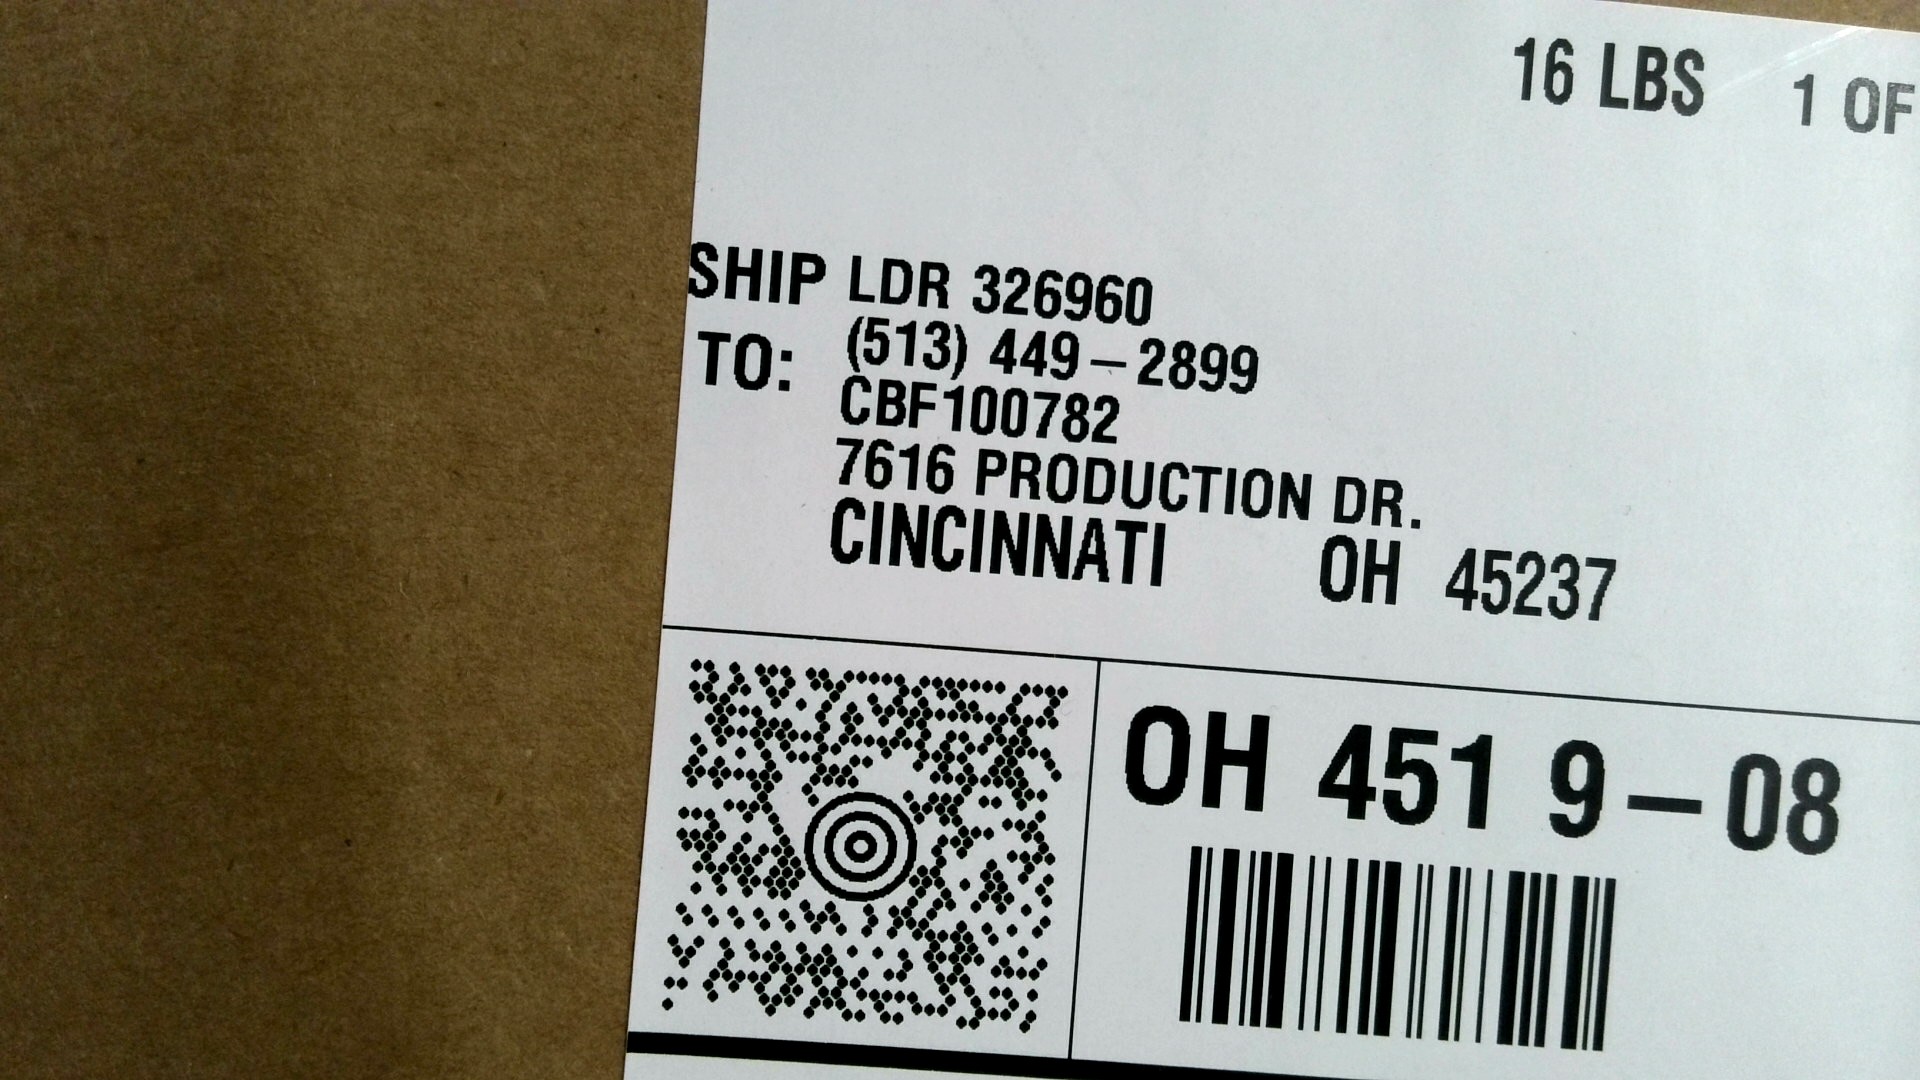 16 LBS 1 OF
SHIP TO:
LDR 326960
(513) 449-2899
CBF100782
7616 PRODUCTION DR.
CINCINNATI OH 45237
OH 451 9-08